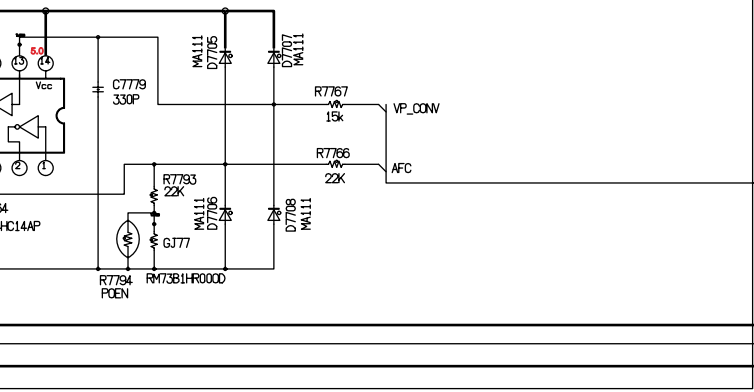 MA111
D7705
D7707
MA111
5.0
13
14
Vcc
C7779
330P
R7767
15k
VP_CONV
R7766
22K
AFC
2
1
R7793
22K
MA111
D7706
D7708
MA111
64
HC14AP
GJ77
R7794
POEN
RM73B1HR000D